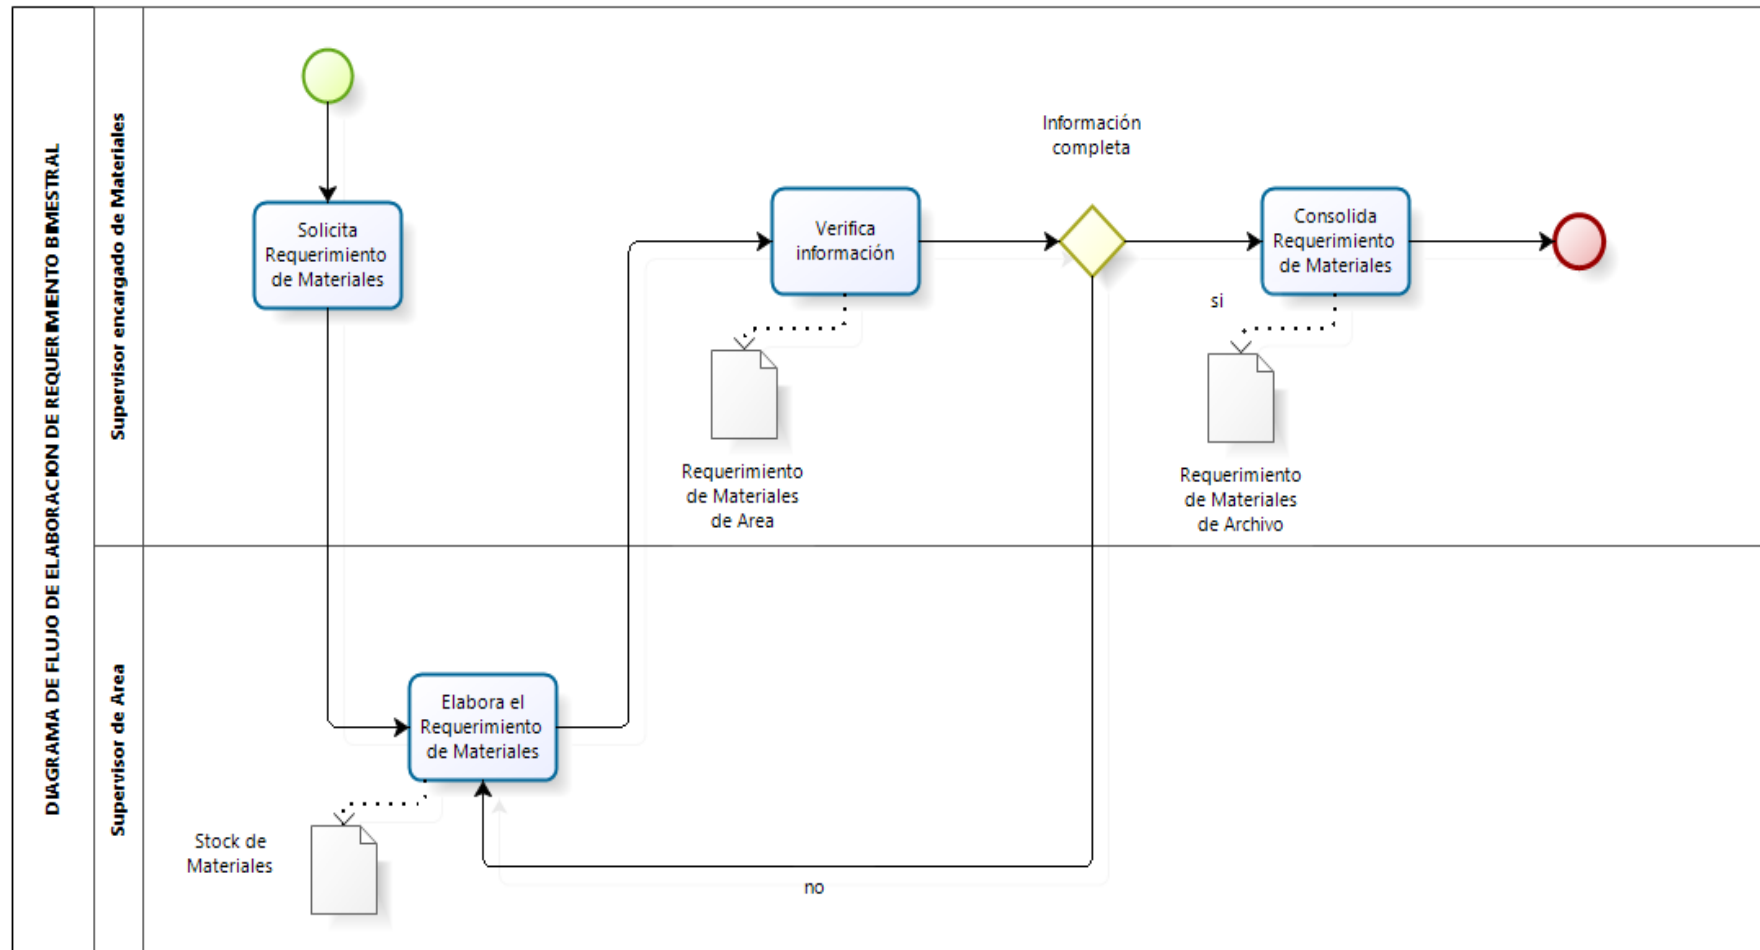 DIAGRAMA DE FLUJO DE ELABORACION DE REQUERIMIENTO BIMESTRAL
Supervisor encargado de Materiales
Solicita
Requerimiento
de Materiales
Verifica
información
Información
completa
Consolida
Requerimiento
de Materiales
si
Requerimiento
de Materiales
de Area
Requerimiento
de Materiales
de Archivo
Supervisor de Area
Elabora el
Requerimiento
de Materiales
Stock de
Materiales
no